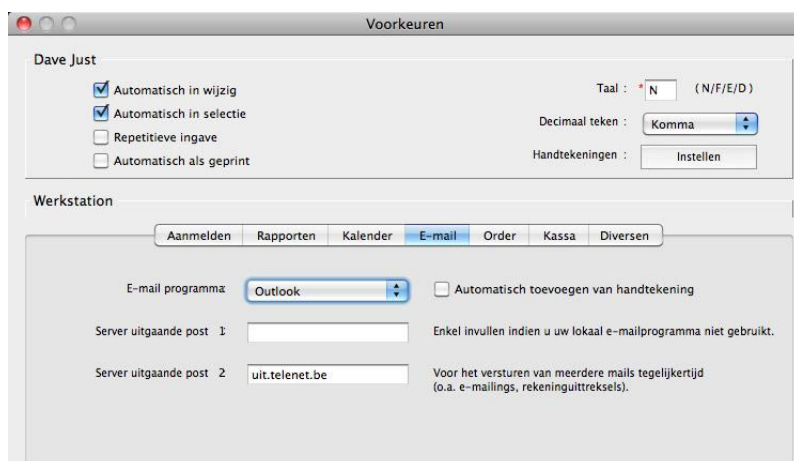 Voorkeuren
Dave Just
Automatisch in wijzig
Automatisch in selectie
Repetitieve ingave
Automatisch als geprint
Taal : * N (N/F/E/D)
Decimaal teken : Komma
Handtekeningen : Instellen
Werkstation
Aanmelden Rapporten Kalender E-mail Order Kassa Diversen
E-mail programma: Outlook Automatisch toevoegen van handtekening
Server uitgaande post 1: Enkel invullen indien u uw lokaal e-mailprogramma niet gebruikt.
Server uitgaande post 2 uit.telenet.be Voor het versturen van meerdere mails tegelijkertijd
(o.a. e-mailings, rekeninguittreksels).